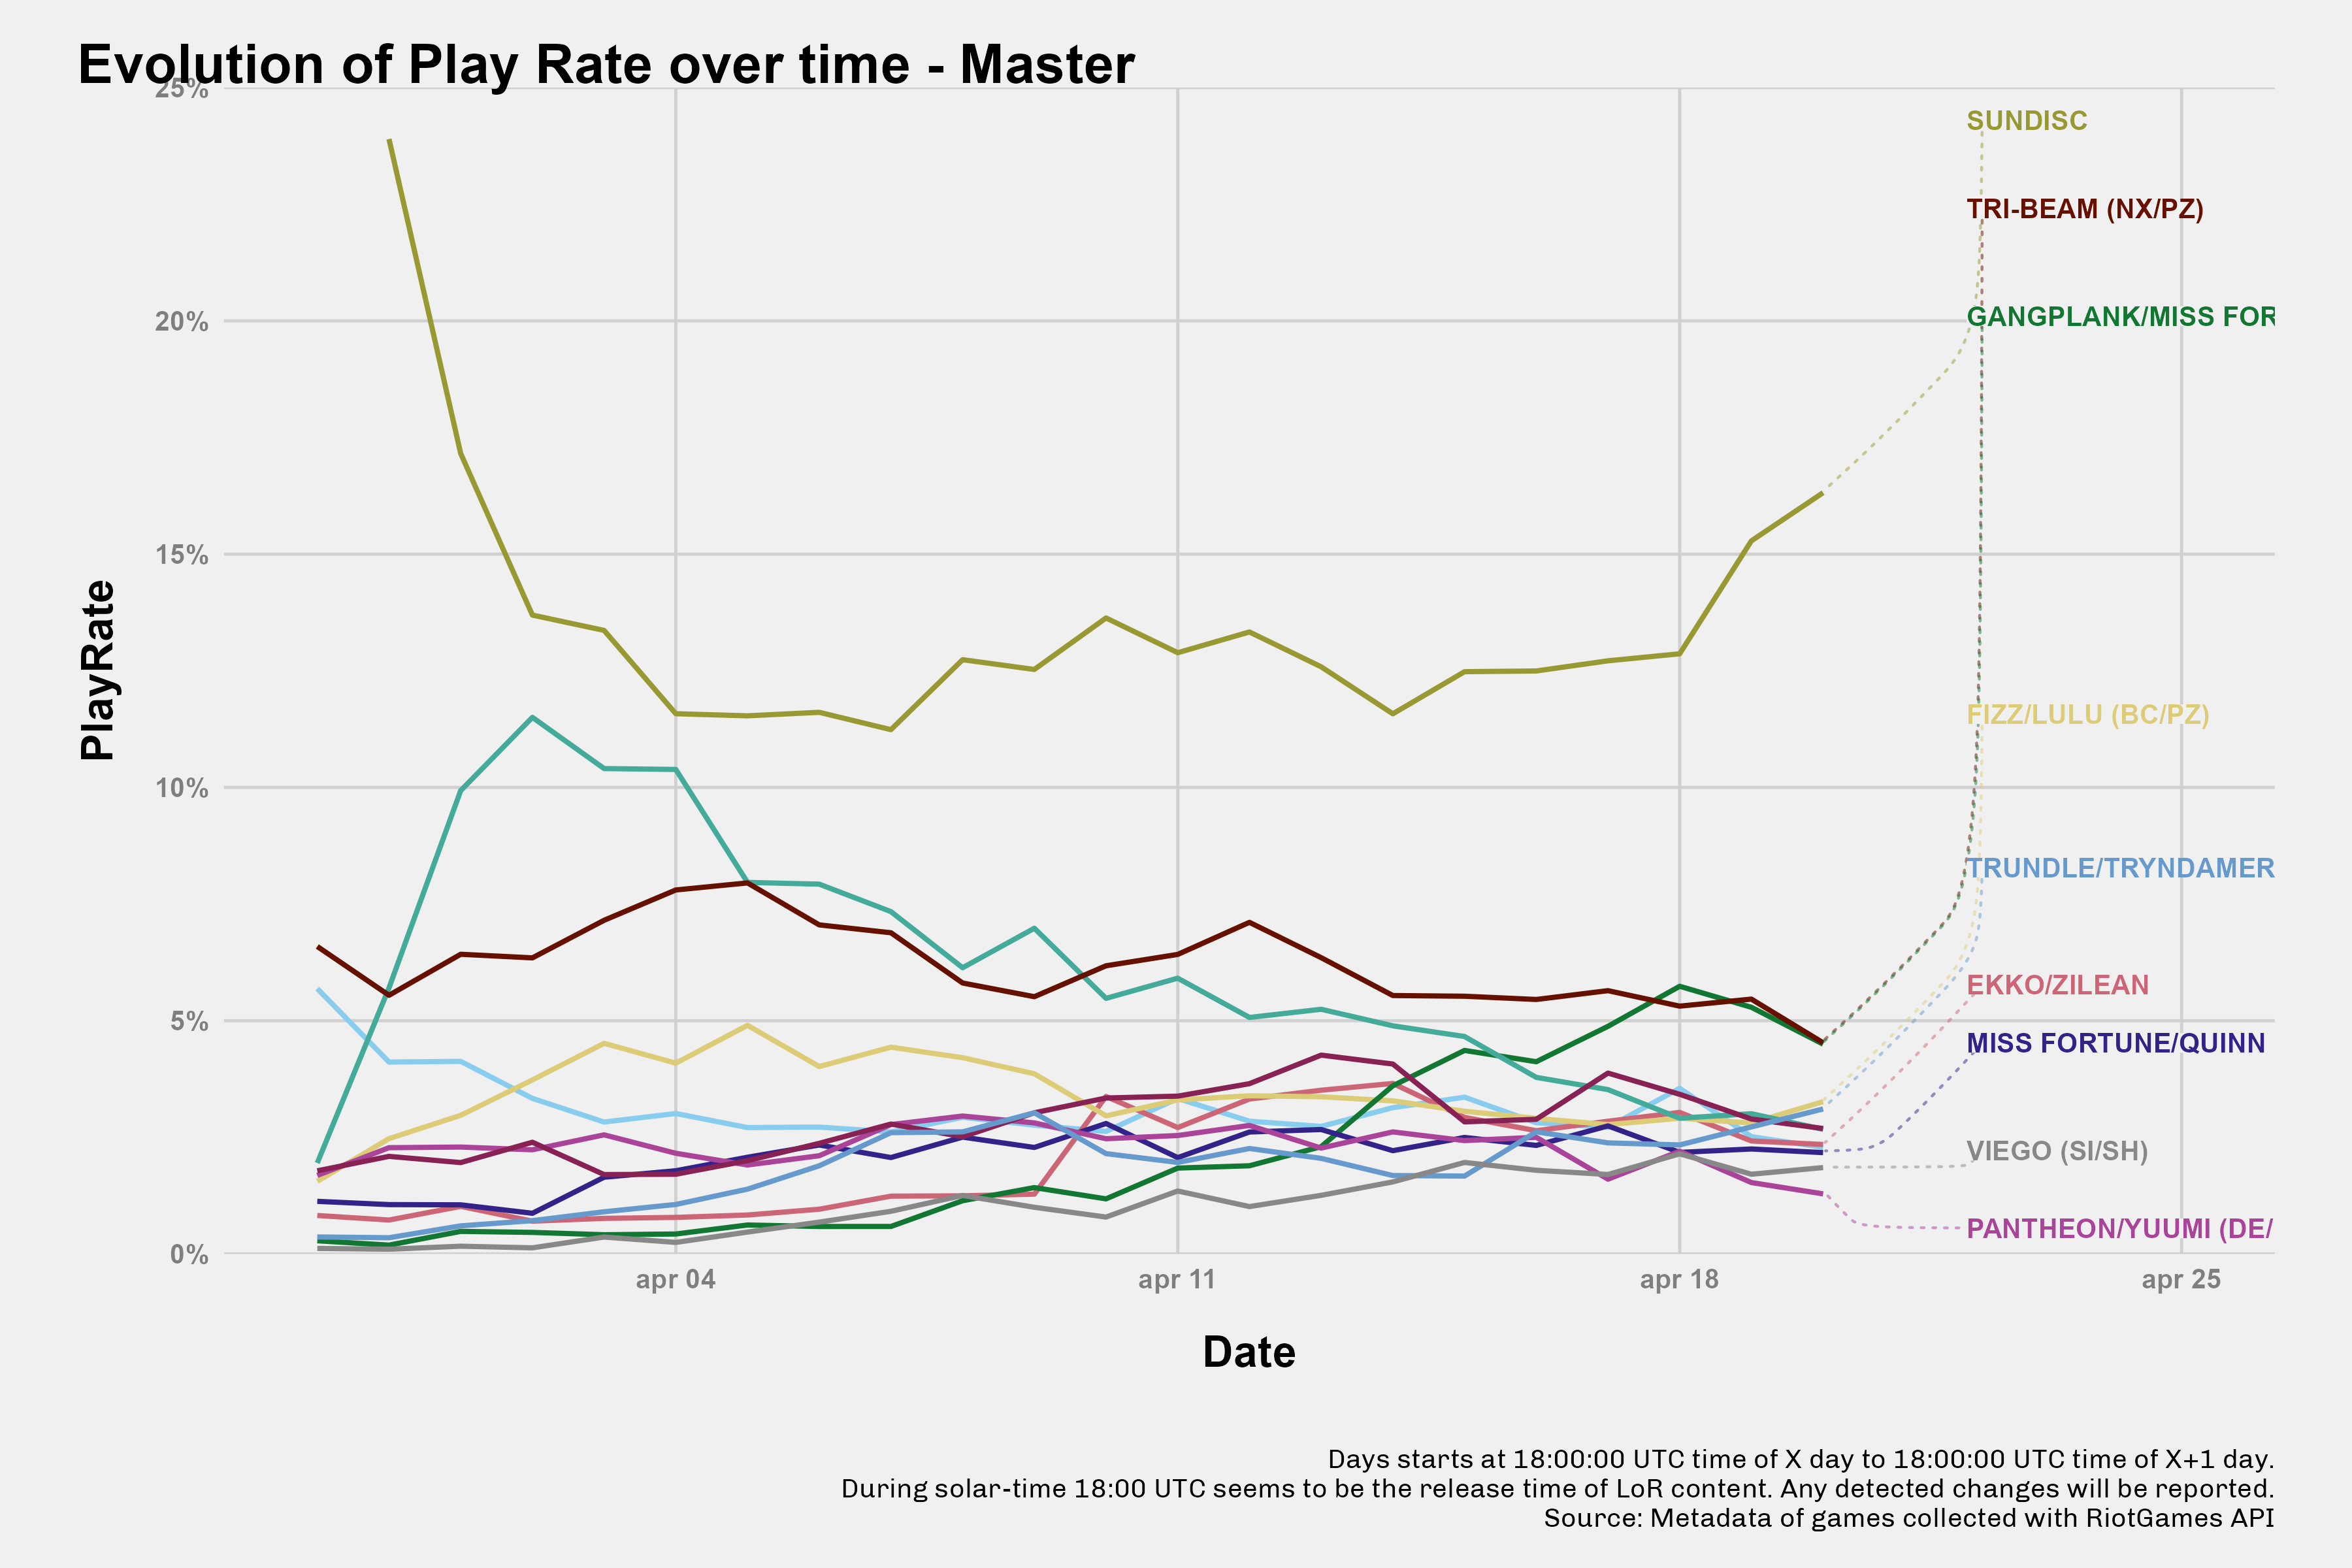 Evolution of Play Rate over time - Master
25%
20%
15%
10%
5%
0%
PlayRate
SUNDISC
TRI-BEAM (NX/PZ)
GANGPLANK/MISS FOR
FIZZ/LULU (BC/PZ)
TRUNDLE/TRYNDAMER
EKKO/ZILEAN
MISS FORTUNE/QUINN
VIEGO (SI/SH)
PANTHEON/YUUMI (DE/
apr 04
apr 11
apr 18
apr 25
Date
Days starts at 18:00:00 UTC time of X day to 18:00:00 UTC time of X+1 day.
During solar-time 18:00 UTC seems to be the release time of LoR content. Any detected changes will be reported.
Source: Metadata of games collected with RiotGames API